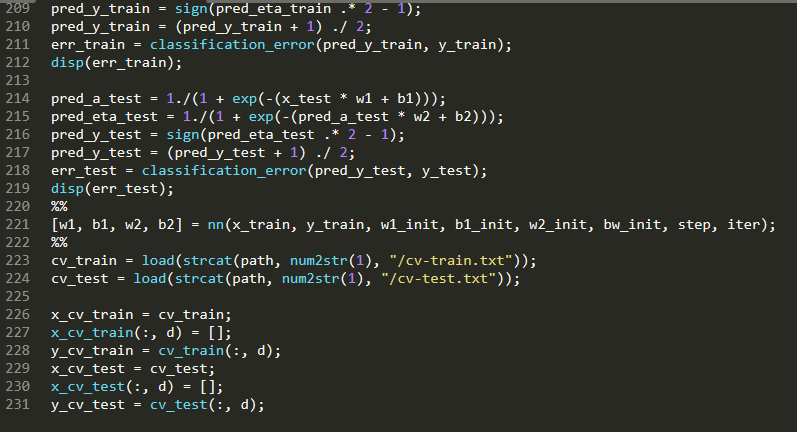 209 pred_y_train = sign(pred_eta_train .* 2 - 1);
210 pred_y_train = (pred_y_train + 1) ./ 2;
211 err_train = classification_error(pred_y_train, y_train);
212 disp(err_train);
213
214 pred_a_test = 1./(1 + exp(-(x_test * w1 + b1)));
215 pred_eta_test = 1./(1 + exp(-(pred_a_test * w2 + b2)));
216 pred_y_test = sign(pred_eta_test .* 2 - 1);
217 pred_y_test = (pred_y_test + 1) ./ 2;
218 err_test = classification_error(pred_y_test, y_test);
219 disp(err_test);
220 %%
221 [w1, b1, w2, b2] = nn(x_train, y_train, w1_init, b1_init, w2_init, bw_init, step, iter);
222 %%
223 cv_train = load(strcat(path, num2str(1), "/cv-train.txt"));
224 cv_test = load(strcat(path, num2str(1), "/cv-test.txt"));
225
226 x_cv_train = cv_train;
227 x_cv_train(:, d) = [];
228 y_cv_train = cv_train(:, d);
229 x_cv_test = cv_test;
230 x_cv_test(:, d) = [];
231 y_cv_test = cv_test(:, d);